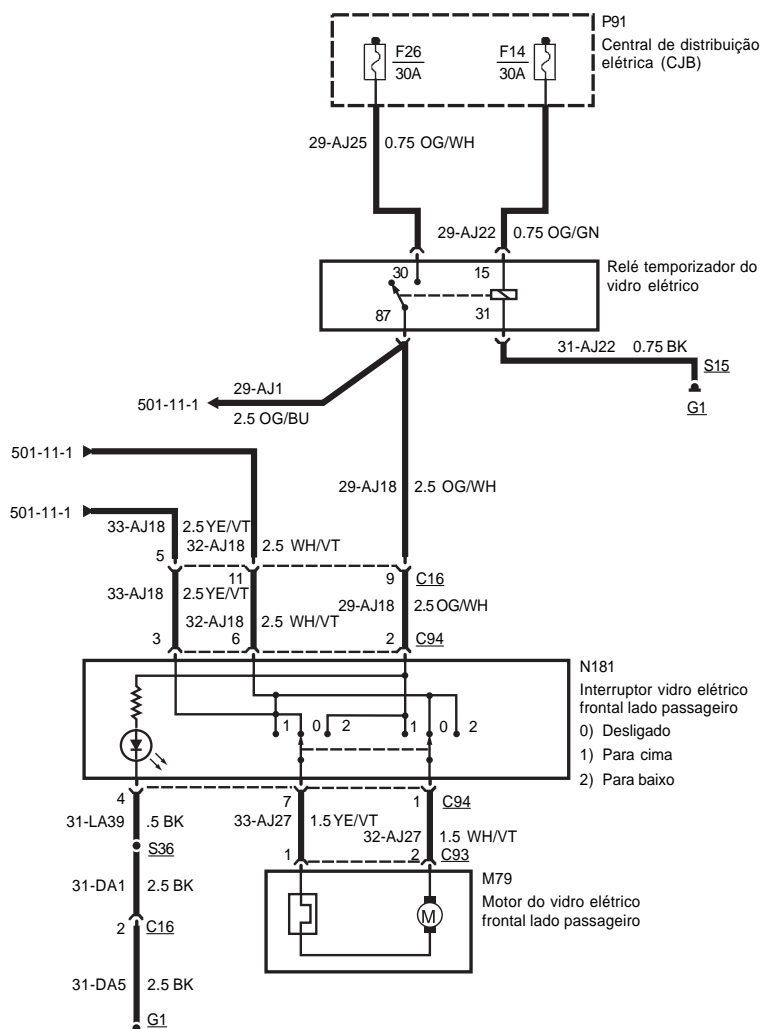 P91
Central de distribuição
elétrica (CJB)
F26
30A
F14
30A
29-AJ25 0.75 OG/WH
29-AJ22 0.75 OG/GN
30
15
87
31
Relé temporizador do
vidro elétrico
31-AJ22 0.75 BK
S15
G1
501-11-1
29-AJ1
2.5 OG/BU
501-11-1
29-AJ18 2.5 OG/WH
501-11-1
33-AJ18 2.5 YE/VT
32-AJ18 2.5 WH/VT
5
11
9 C16
33-AJ18 2.5 YE/VT
29-AJ18 2.5 OG/WH
32-AJ18 2.5 WH/VT
3
6
2 C94
N181
Interruptor vidro elétrico
frontal lado passageiro
0) Desligado
1) Para cima
2) Para baixo
1 0 2
1 0 2
4
7
1 C94
31-LA39 .5 BK
33-AJ27 1.5 YE/VT
32-AJ27 1.5 WH/VT
S36
1
2 C93
31-DA1 2.5 BK
M79
Motor do vidro elétrico
frontal lado passageiro
M
2 C16
31-DA5 2.5 BK
G1